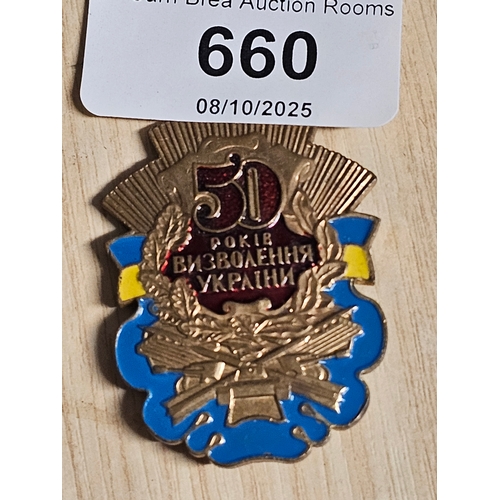 Brea Auction Rooms
660
08/10/2025
50
РОКІВ
ВИЗВОЛЕННЯ
УКРАЇНИ